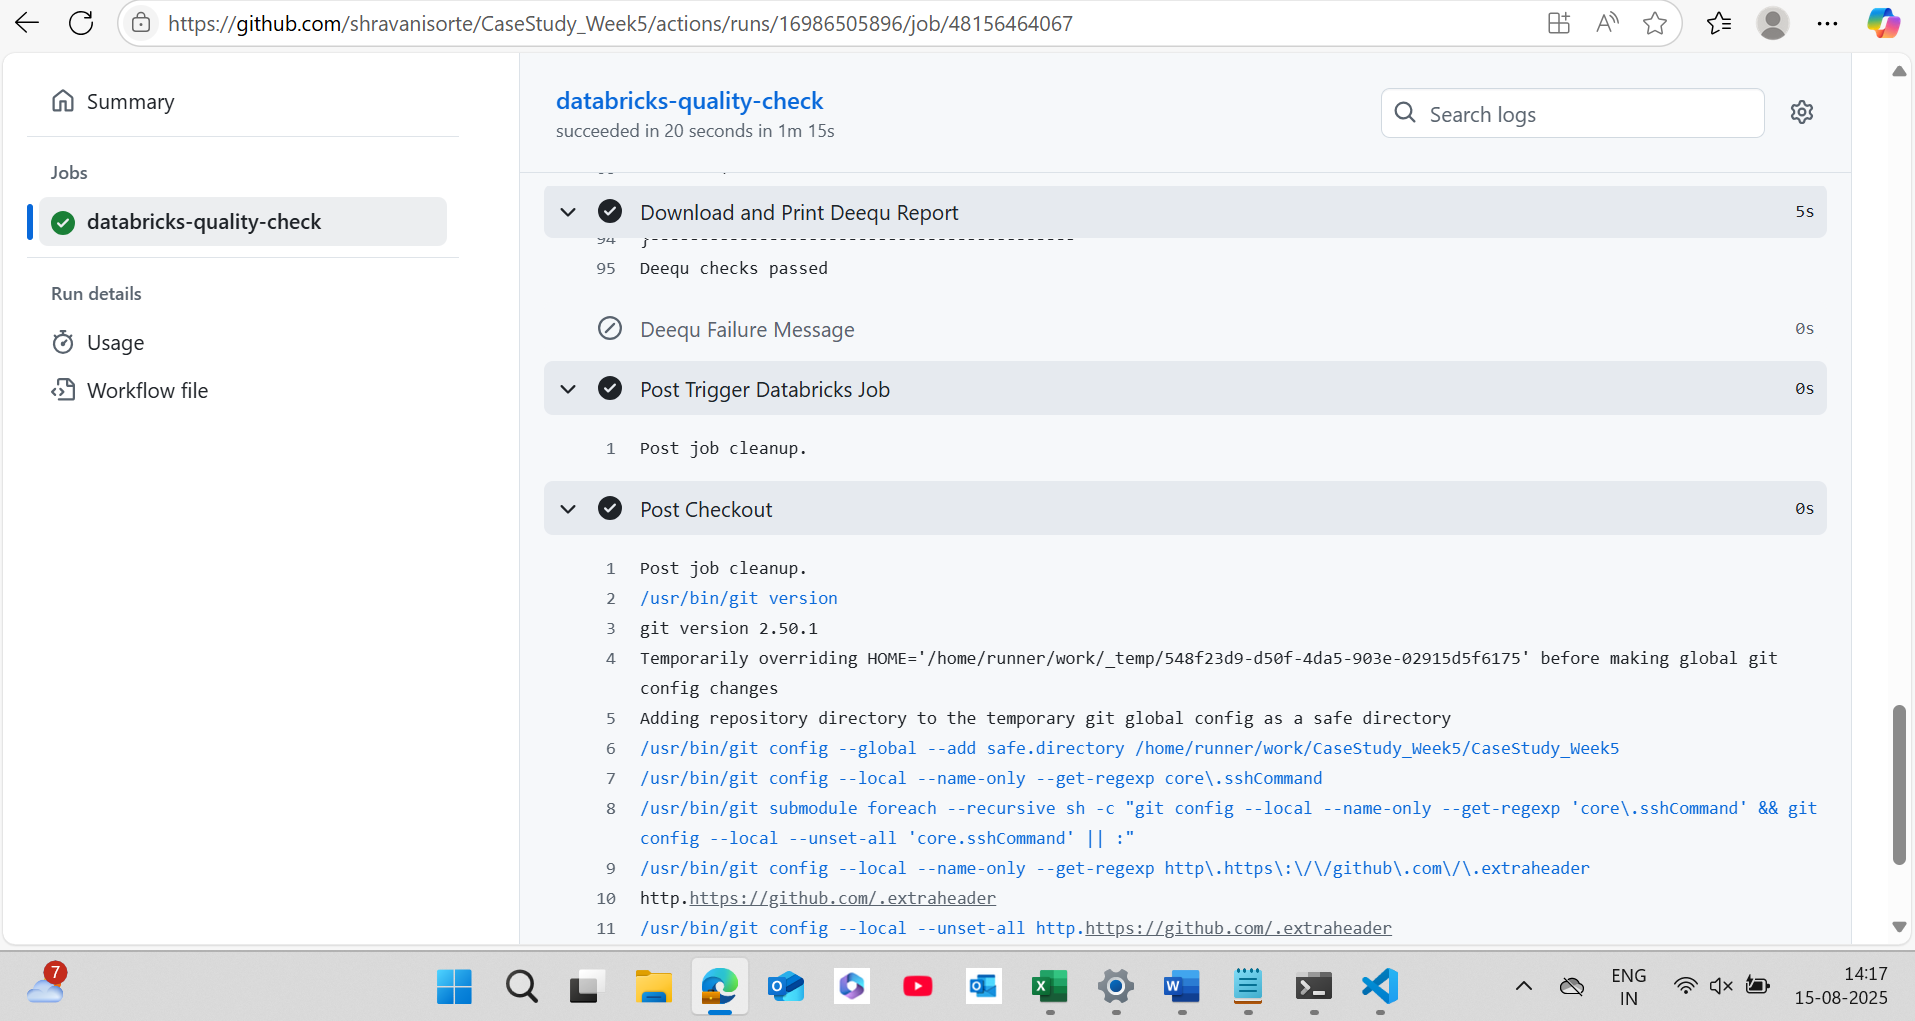 https://github.com/shravanisorte/CaseStudy_Week5/actions/runs/16986505896/job/48156464067
Summary
Jobs
databricks-quality-check
Run details
Usage
Workflow file
databricks-quality-check
succeeded in 20 seconds in 1m 15s
Search logs
Download and Print Deequ Report 5s
94 }-------------------------------------------
95 Deequ checks passed
Deequ Failure Message 0s
Post Trigger Databricks Job 0s
1 Post job cleanup.
Post Checkout 0s
1 Post job cleanup.
2 /usr/bin/git version
3 git version 2.50.1
4 Temporarily overriding HOME='/home/runner/work/_temp/548f23d9-d50f-4da5-903e-02915d5f6175' before making global git
config changes
5 Adding repository directory to the temporary git global config as a safe directory
6 /usr/bin/git config --global --add safe.directory /home/runner/work/CaseStudy_Week5/CaseStudy_Week5
7 /usr/bin/git config --local --name-only --get-regexp core\.sshCommand
8 /usr/bin/git submodule foreach --recursive sh -c "git config --local --name-only --get-regexp 'core\.sshCommand' && git
config --local --unset-all 'core.sshCommand' || :"
9 /usr/bin/git config --local --name-only --get-regexp http\.https\:\/\/github\.com\/\.extraheader
10 http.https://github.com/.extraheader
11 /usr/bin/git config --local --unset-all http.https://github.com/.extraheader
7
ENG
IN
14:17
15-08-2025